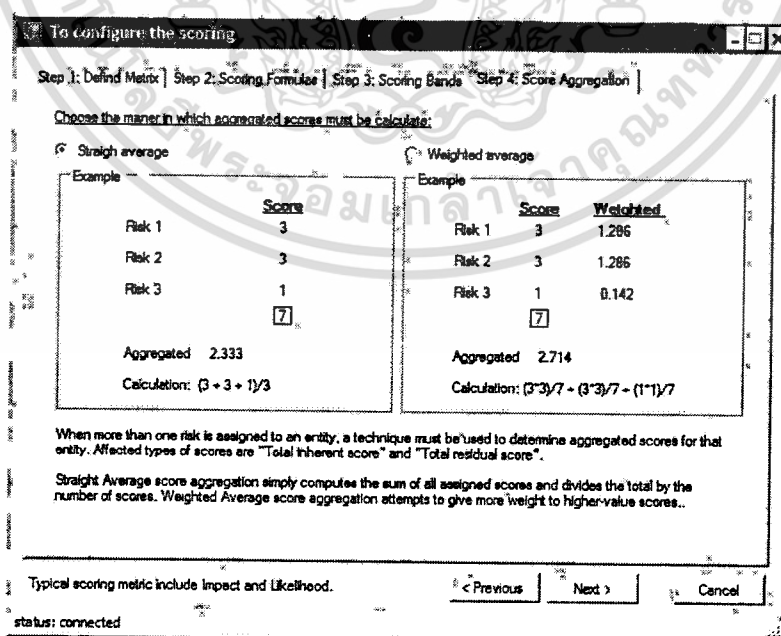 To configure the scoring
Step 1: Defind Metrix Step 2: Scoring Formulas Step 3: Scoring Bands Step 4: Score Aggregation
Choose the maner in which aggregated scores must be calculate:
Straigh average
Weighted average
Example
Score
Risk 1 3
Risk 2 3
Risk 3 1
7
Aggregated 2.333
Calculation: (3 + 3 + 1)/3
Example
Score Weighted
Risk 1 3 1.286
Risk 2 3 1.286
Risk 3 1 0.142
7
Aggregated 2.714
Calculation: (3*3)/7 + (3*3)/7 + (1*1)/7
When more than one risk is assigned to an entity, a technique must be used to determine aggregated scores for that
entity. Affected types of scores are "Total inherent score" and "Total residual score".
Straight Average score aggregation simply computes the sum of all assigned scores and divides the total by the
number of scores. Weighted Average score aggregation attempts to give more weight to higher-value scores..
Typical scoring metric include Impact and Likelihood.
< Previous Next > Cancel
status: connected